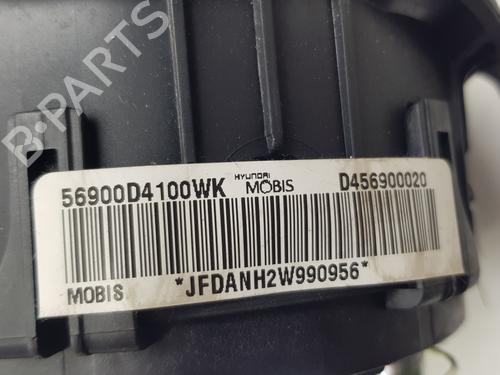 B-PARTS
56900D4100WK HYUNDAI MOBIS D456900020
MOBIS *JFDANH2W990956*